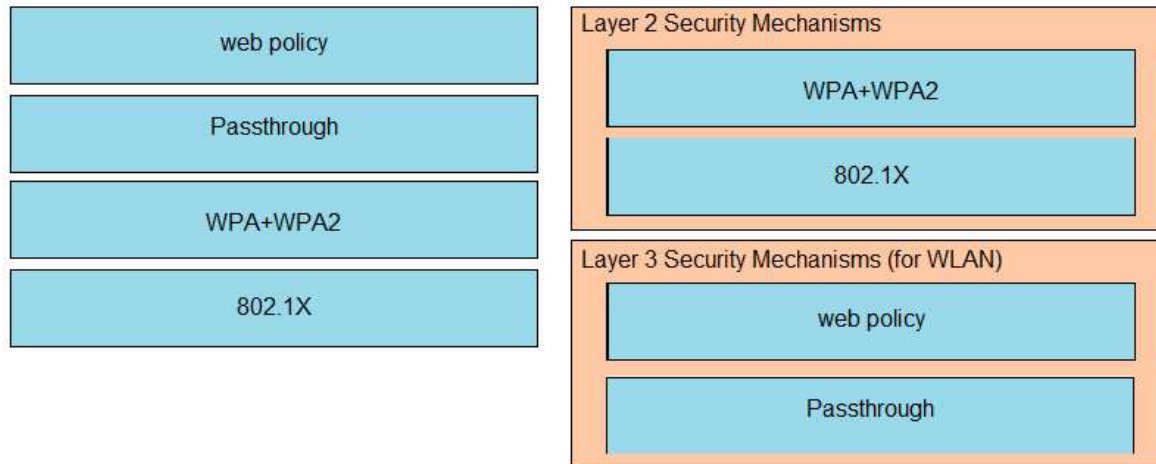 web policy
Passthrough
WPA+WPA2
802.1X
Layer 2 Security Mechanisms
WPA+WPA2
802.1X
Layer 3 Security Mechanisms (for WLAN)
web policy
Passthrough